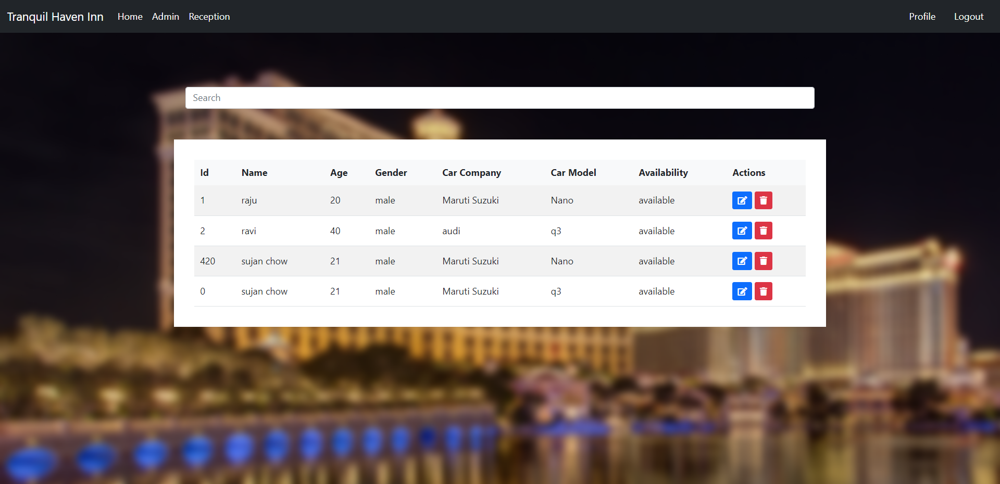 Tranquil Haven Inn Home Admin Reception Profile Logout
Search
Id Name Age Gender Car Company Car Model Availability Actions
1 raju 20 male Maruti Suzuki Nano available
2 ravi 40 male audi q3 available
420 sujan chow 21 male Maruti Suzuki Nano available
0 sujan chow 21 male Maruti Suzuki q3 available